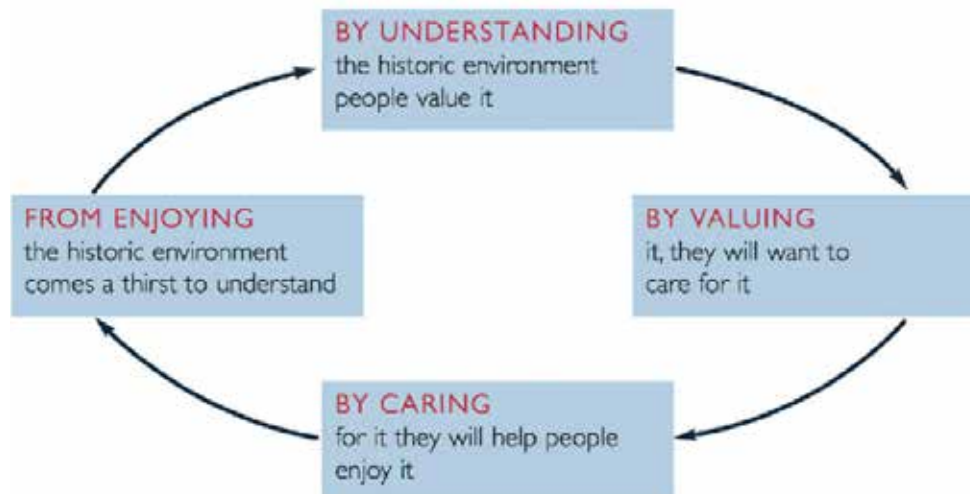 BY UNDERSTANDING
the historic environment
people value it
FROM ENJOYING
the historic environment
comes a thirst to understand
BY VALUING
it, they will want to
care for it
BY CARING
for it they will help people
enjoy it